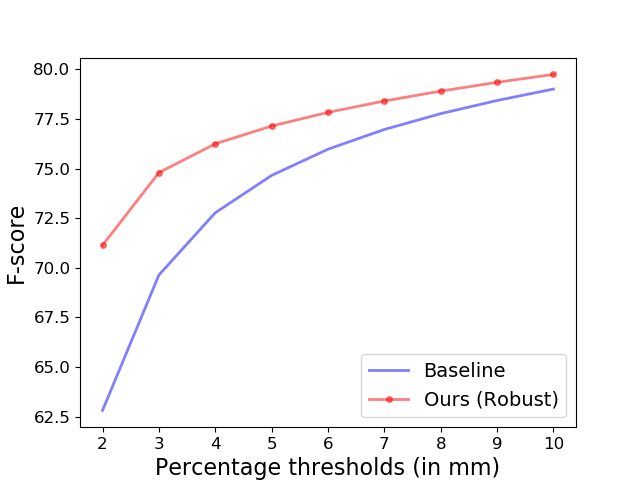 80.0
77.5
75.0
72.5
70.0
67.5
65.0
62.5
F-score
Baseline
Ours (Robust)
2 3 4 5 6 7 8 9 10
Percentage thresholds (in mm)